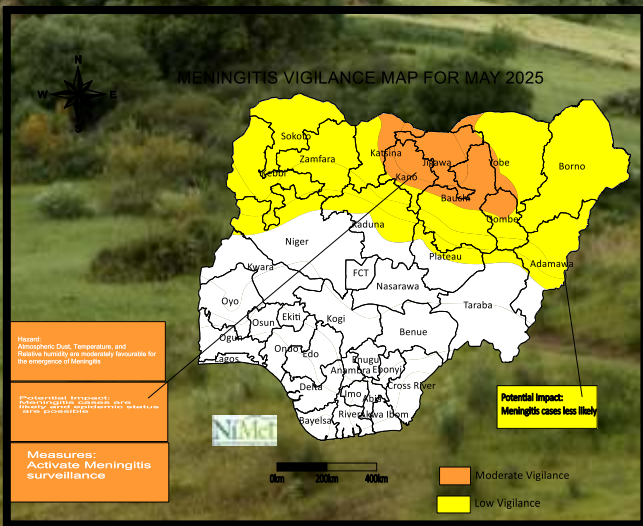 MENINGITIS VIGILANCE MAP FOR MAY 2025
N
W E
S
Sokoto
Zamfara
Kebbi
Katsina
Jigawa
Kano
Yobe
Borno
Bauchi
Gombe
Kaduna
Adamawa
Plateau
Niger
Kwara
FCT
Nasarawa
Taraba
Oyo
Osun
Ekiti
Kogi
Benue
Ogun
Ondo
Edo
Lagos
Enugu
Anambra
Ebonyi
Delta
Imo
Abia
Cross River
Bayelsa
Rivers
Akwa Ibom
Hazard:
Atmospheric Dust, Temperature, and
Relative humidity are moderately favourable for
the emergence of Meningitis
Potential Impact:
Meningitis cases are
likely and epidemic status
are possible
Measures:
Activate Meningitis
surveillance
Potential Impact:
Meningitis cases less likely
NiMet
0km 200km 400km
Moderate Vigilance
Low Vigilance